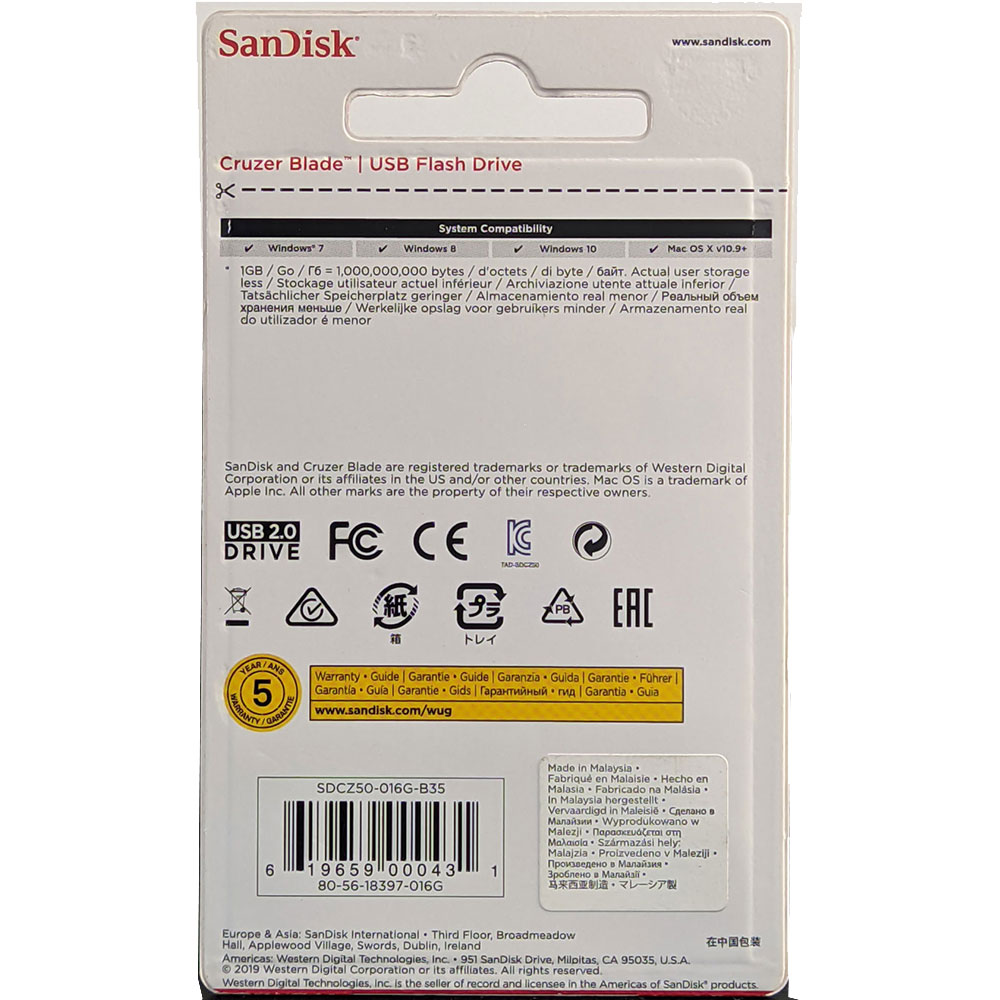 SanDisk®
www.sandisk.com
Cruzer Blade™ | USB Flash Drive
System Compatibility
✓ Windows® 7 ✓ Windows 8 ✓ Windows 10 ✓ Mac OS X v10.9+
* 1GB / Go / Гб = 1,000,000,000 bytes / d'octets / di byte / байт. Actual user storage
less / Stockage utilisateur actuel inférieur / Archiviazione utente attuale inferior /
Tatsächlicher Speicherplatz geringer / Almacenamiento real menor / Реальный объем
хранения меньше / Werkelijke opslag voor gebruikers minder / Armazenamento real
do utilizador é menor
SanDisk and Cruzer Blade are registered trademarks or trademarks of Western Digital
Corporation or its affiliates in the US and/or other countries. Mac OS is a trademark of
Apple Inc. All other marks are the property of their respective owners.
USB 2.0
DRIVE
FC CE
TAD-SDCZ50
紙
箱
プラ
トレイ
PB
EAC
YEAR / ANS
5
WARRANTY / GARANTIE
Warranty • Guide | Garantie • Guide | Garanzia • Guida | Garantie • Führer |
Garantía • Guía | Garantie • Gids | Гарантийный • гид | Garantia • Guia
www.sandisk.com/wug
SDCZ50-016G-B35
6 19659 00043 1
80-56-18397-016G
Made in Malaysia •
Fabriqué en Malaisie • Hecho en
Malasia • Fabricado na Malásia •
In Malaysia hergestellt •
Vervaardigd in Maleisië • Сделано в
Малайзии • Wyprodukowano w
Malezji • Παρασκευάζεται στη
Μαλαισία • Származási hely:
Malajzia • Proizvedeno v Maleziji •
Произведено в Малайзия •
Зроблено в Малайзії •
马来西亚制造 • マレーシア製
Europe & Asia: SanDisk International • Third Floor, Broadmeadow
Hall, Applewood Village, Swords, Dublin, Ireland
在中国包装
Americas: Western Digital Technologies, Inc. • 951 SanDisk Drive, Milpitas, CA 95035, U.S.A.
© 2019 Western Digital Corporation or its affiliates. All rights reserved.
Western Digital Technologies, Inc. is the seller of record and licensee in the Americas of SanDisk® products.